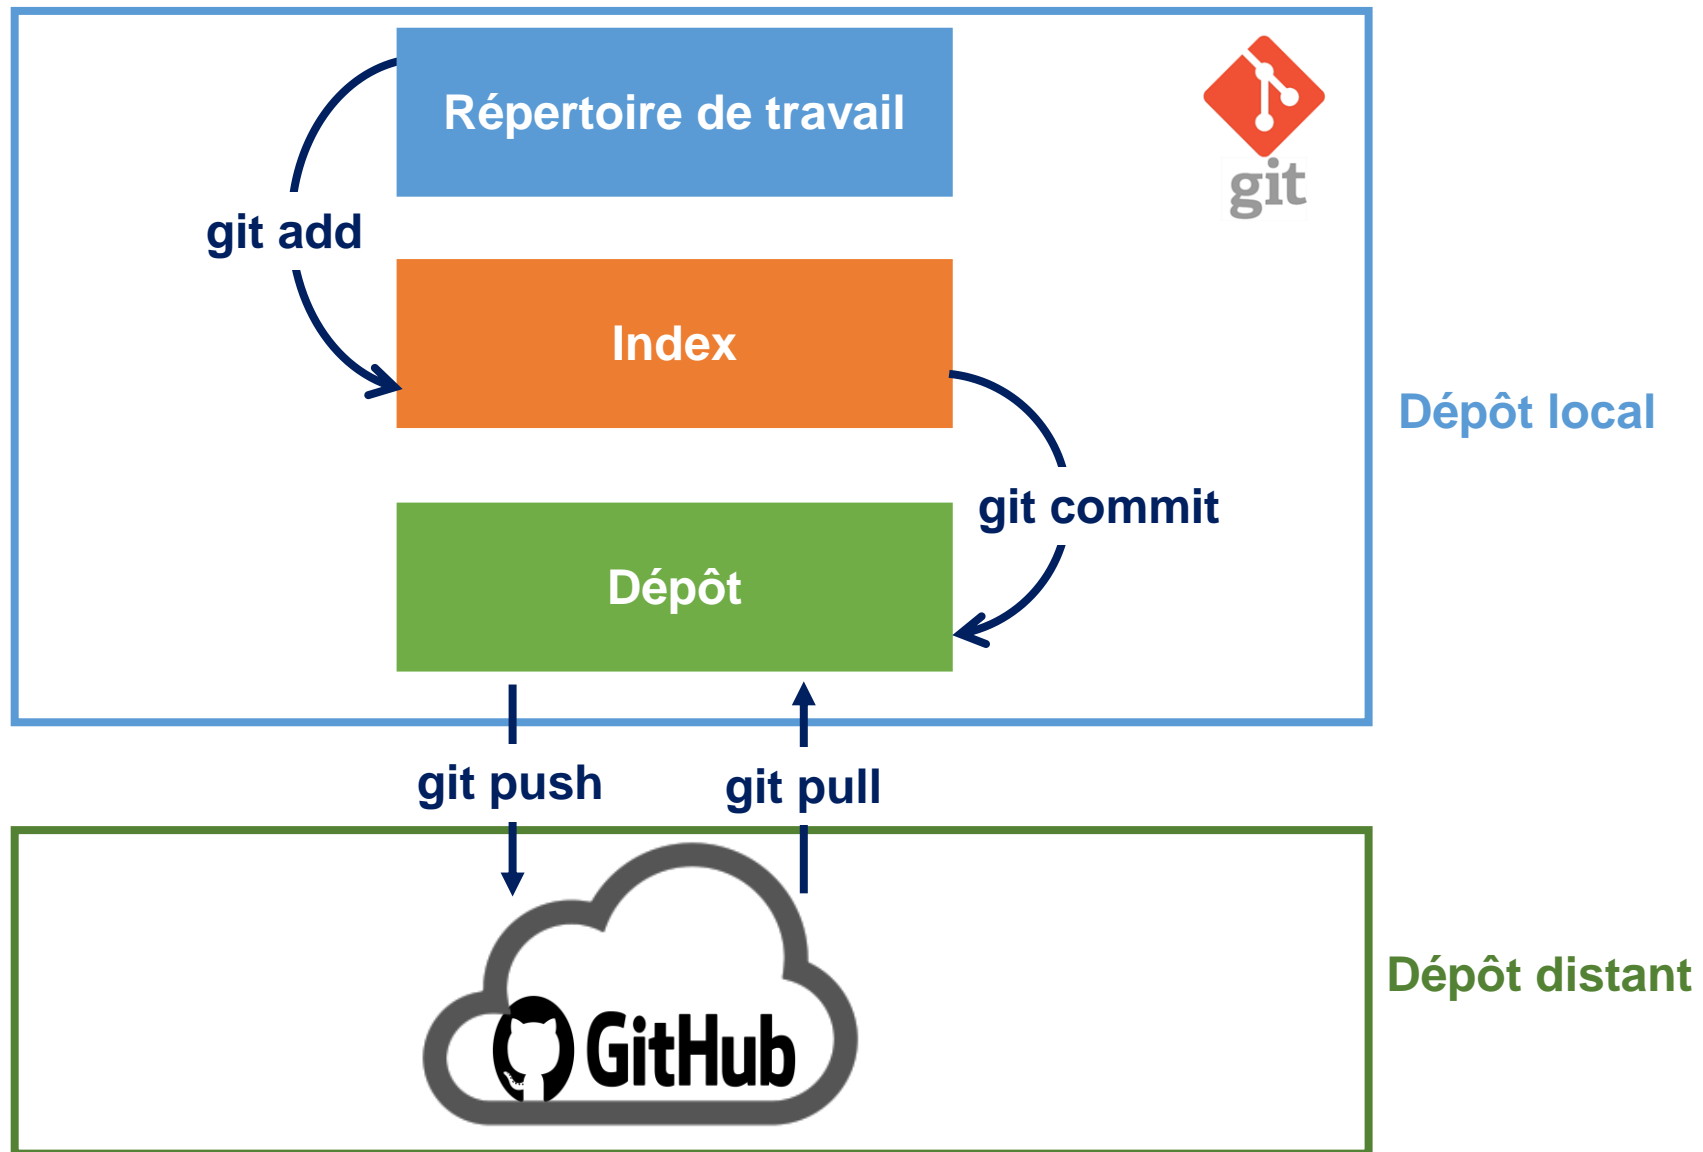 Répertoire de travail
git
git add
Index
Dépôt local
git commit
Dépôt
git push
git pull
Dépôt distant
GitHub